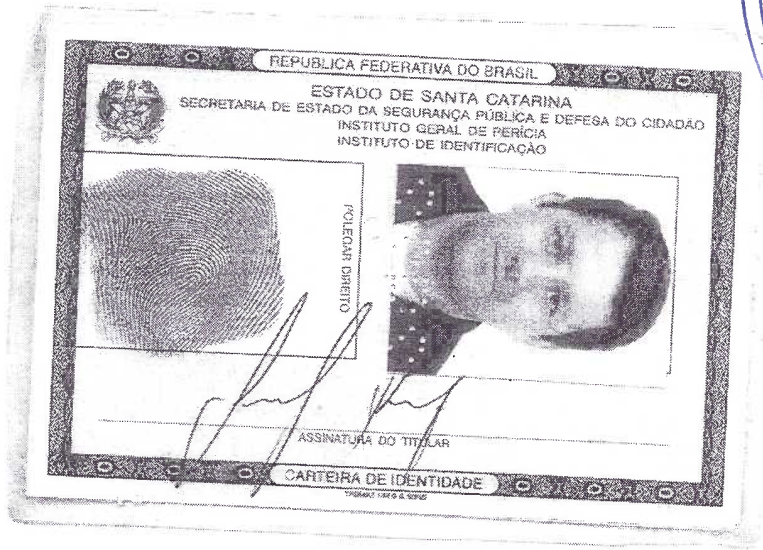 REPUBLICA FEDERATIVA DO BRASIL
ESTADO DE SANTA CATARINA
SECRETARIA DE ESTADO DA SEGURANÇA PÚBLICA E DEFESA DO CIDADÃO
INSTITUTO GERAL DE PERÍCIA
INSTITUTO DE IDENTIFICAÇÃO
POLEGAR DIREITO
ASSINATURA DO TITULAR
CARTEIRA DE IDENTIDADE